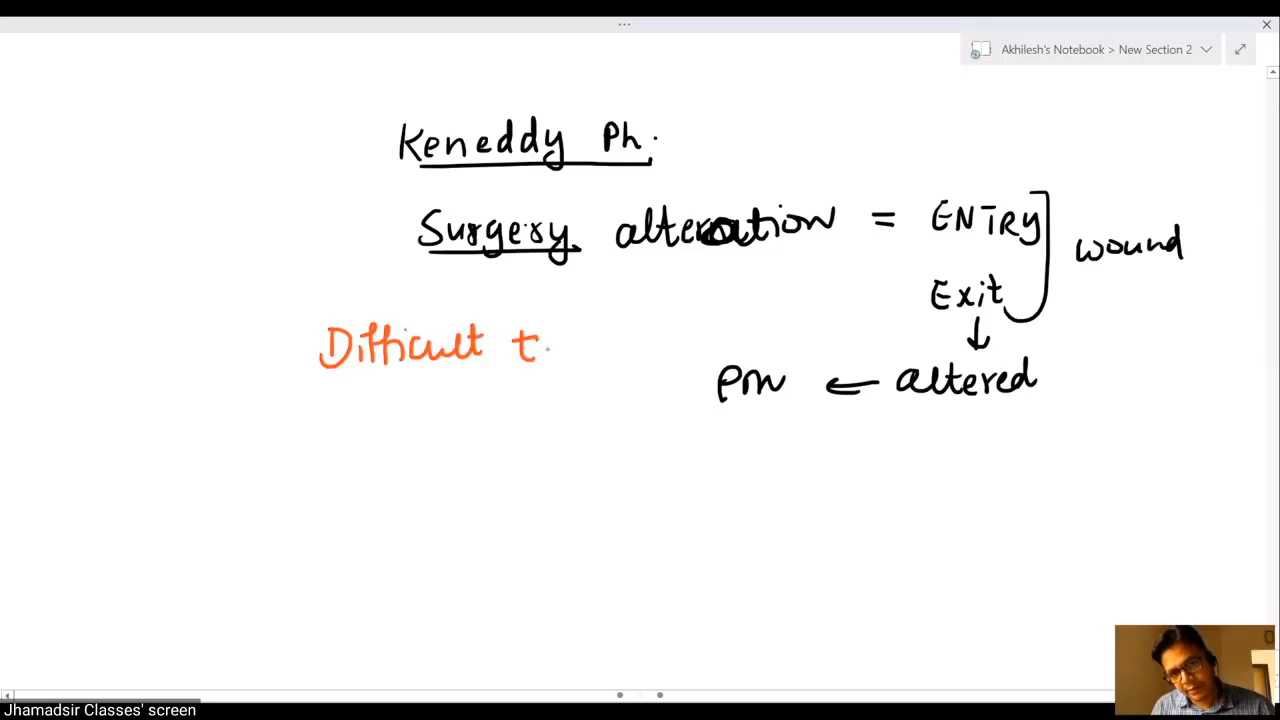 Akhilesh's Notebook > New Section 2
Keneddy Ph.
Surgery alteration = ENTRY
Exit
wound
Difficult t
PM ← altered
Jhamadsir Classes' screen